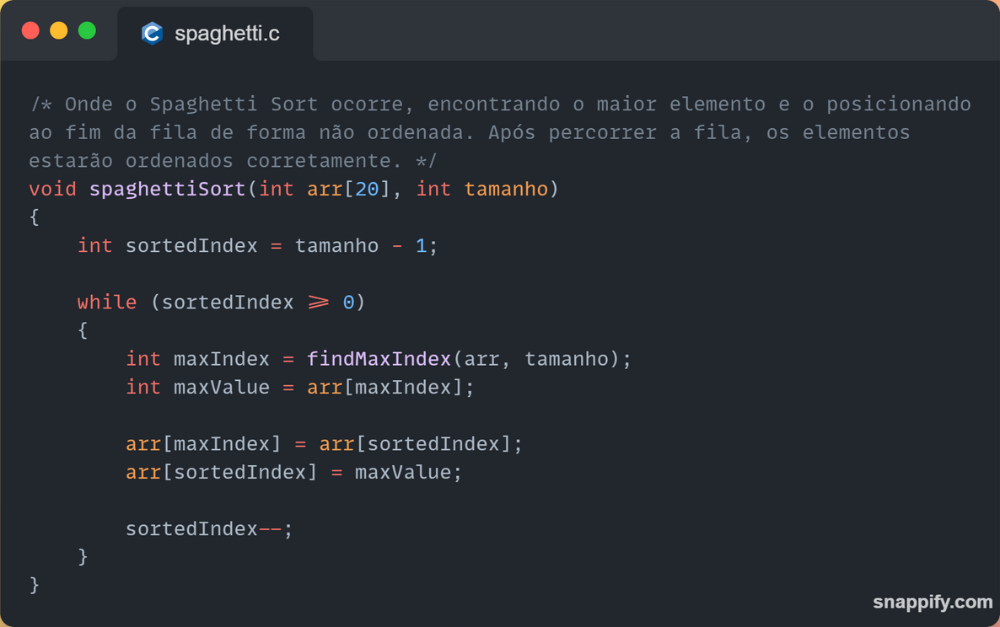 spaghetti.c
/* Onde o Spaghetti Sort ocorre, encontrando o maior elemento e o posicionando
ao fim da fila de forma não ordenada. Após percorrer a fila, os elementos
estarão ordenados corretamente. */
void spaghettiSort(int arr[20], int tamanho)
{
    int sortedIndex = tamanho - 1;
    while (sortedIndex >= 0)
    {
        int maxIndex = findMaxIndex(arr, tamanho);
        int maxValue = arr[maxIndex];
        arr[maxIndex] = arr[sortedIndex];
        arr[sortedIndex] = maxValue;
        sortedIndex--;
    }
}
snappify.com